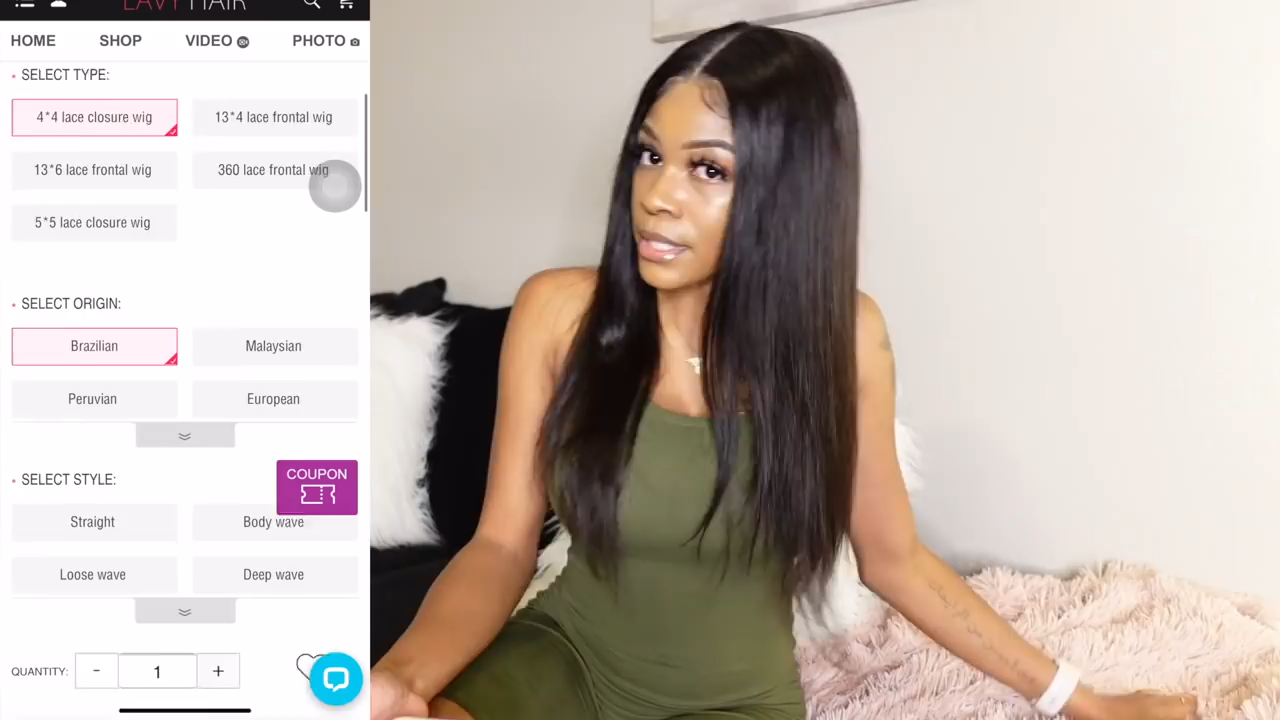 LAVY HAIR
HOME SHOP VIDEO PHOTO
• SELECT TYPE:
4*4 lace closure wig 13*4 lace frontal wig
13*6 lace frontal wig 360 lace frontal wig
5*5 lace closure wig
• SELECT ORIGIN:
Brazilian Malaysian
Peruvian European
• SELECT STYLE:
COUPON
Straight Body wave
Loose wave Deep wave
QUANTITY: - 1 +